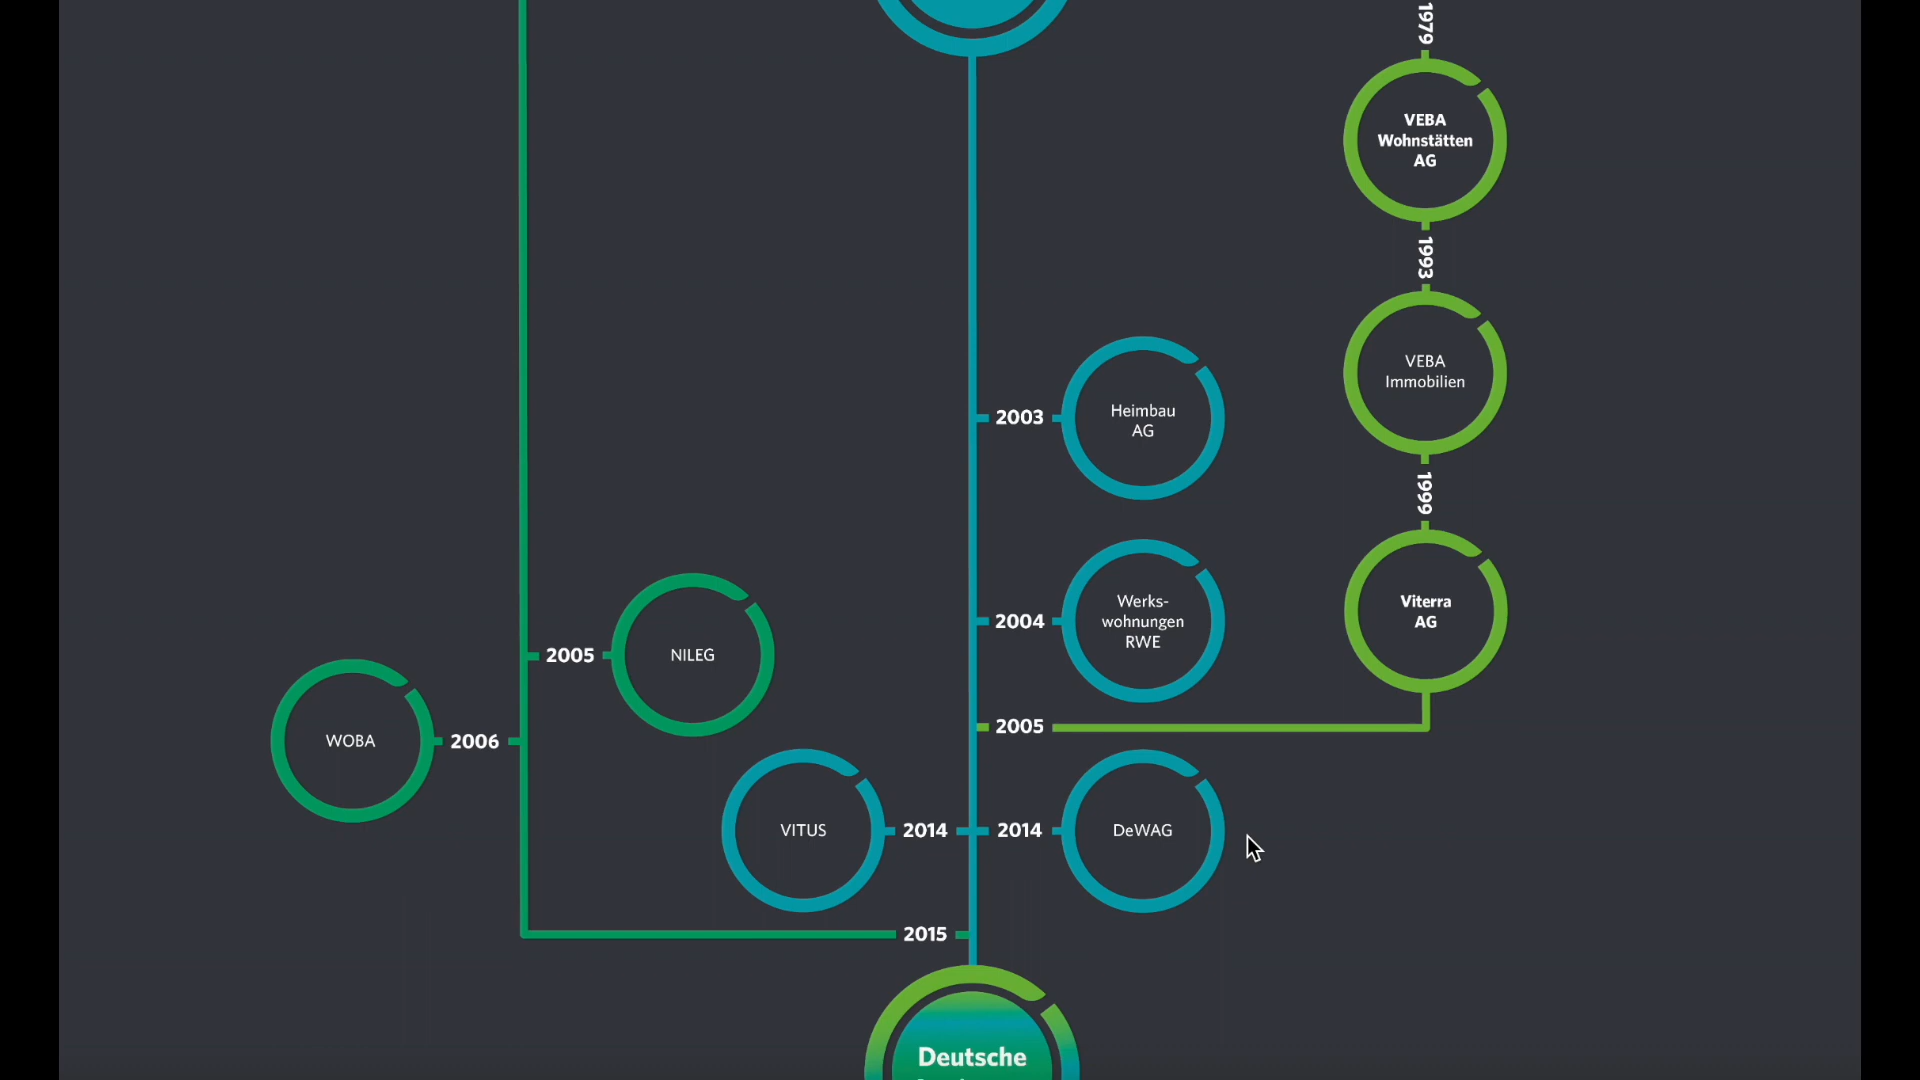 1979
VEBA
Wohnstätten
AG
1993
VEBA
Immobilien
2003
Heimbau
AG
1999
Werks-
wohnungen
RWE
2004
Viterra
AG
2005
NILEG
2005
WOBA
2006
VITUS
2014
2014
DeWAG
2015
Deutsche